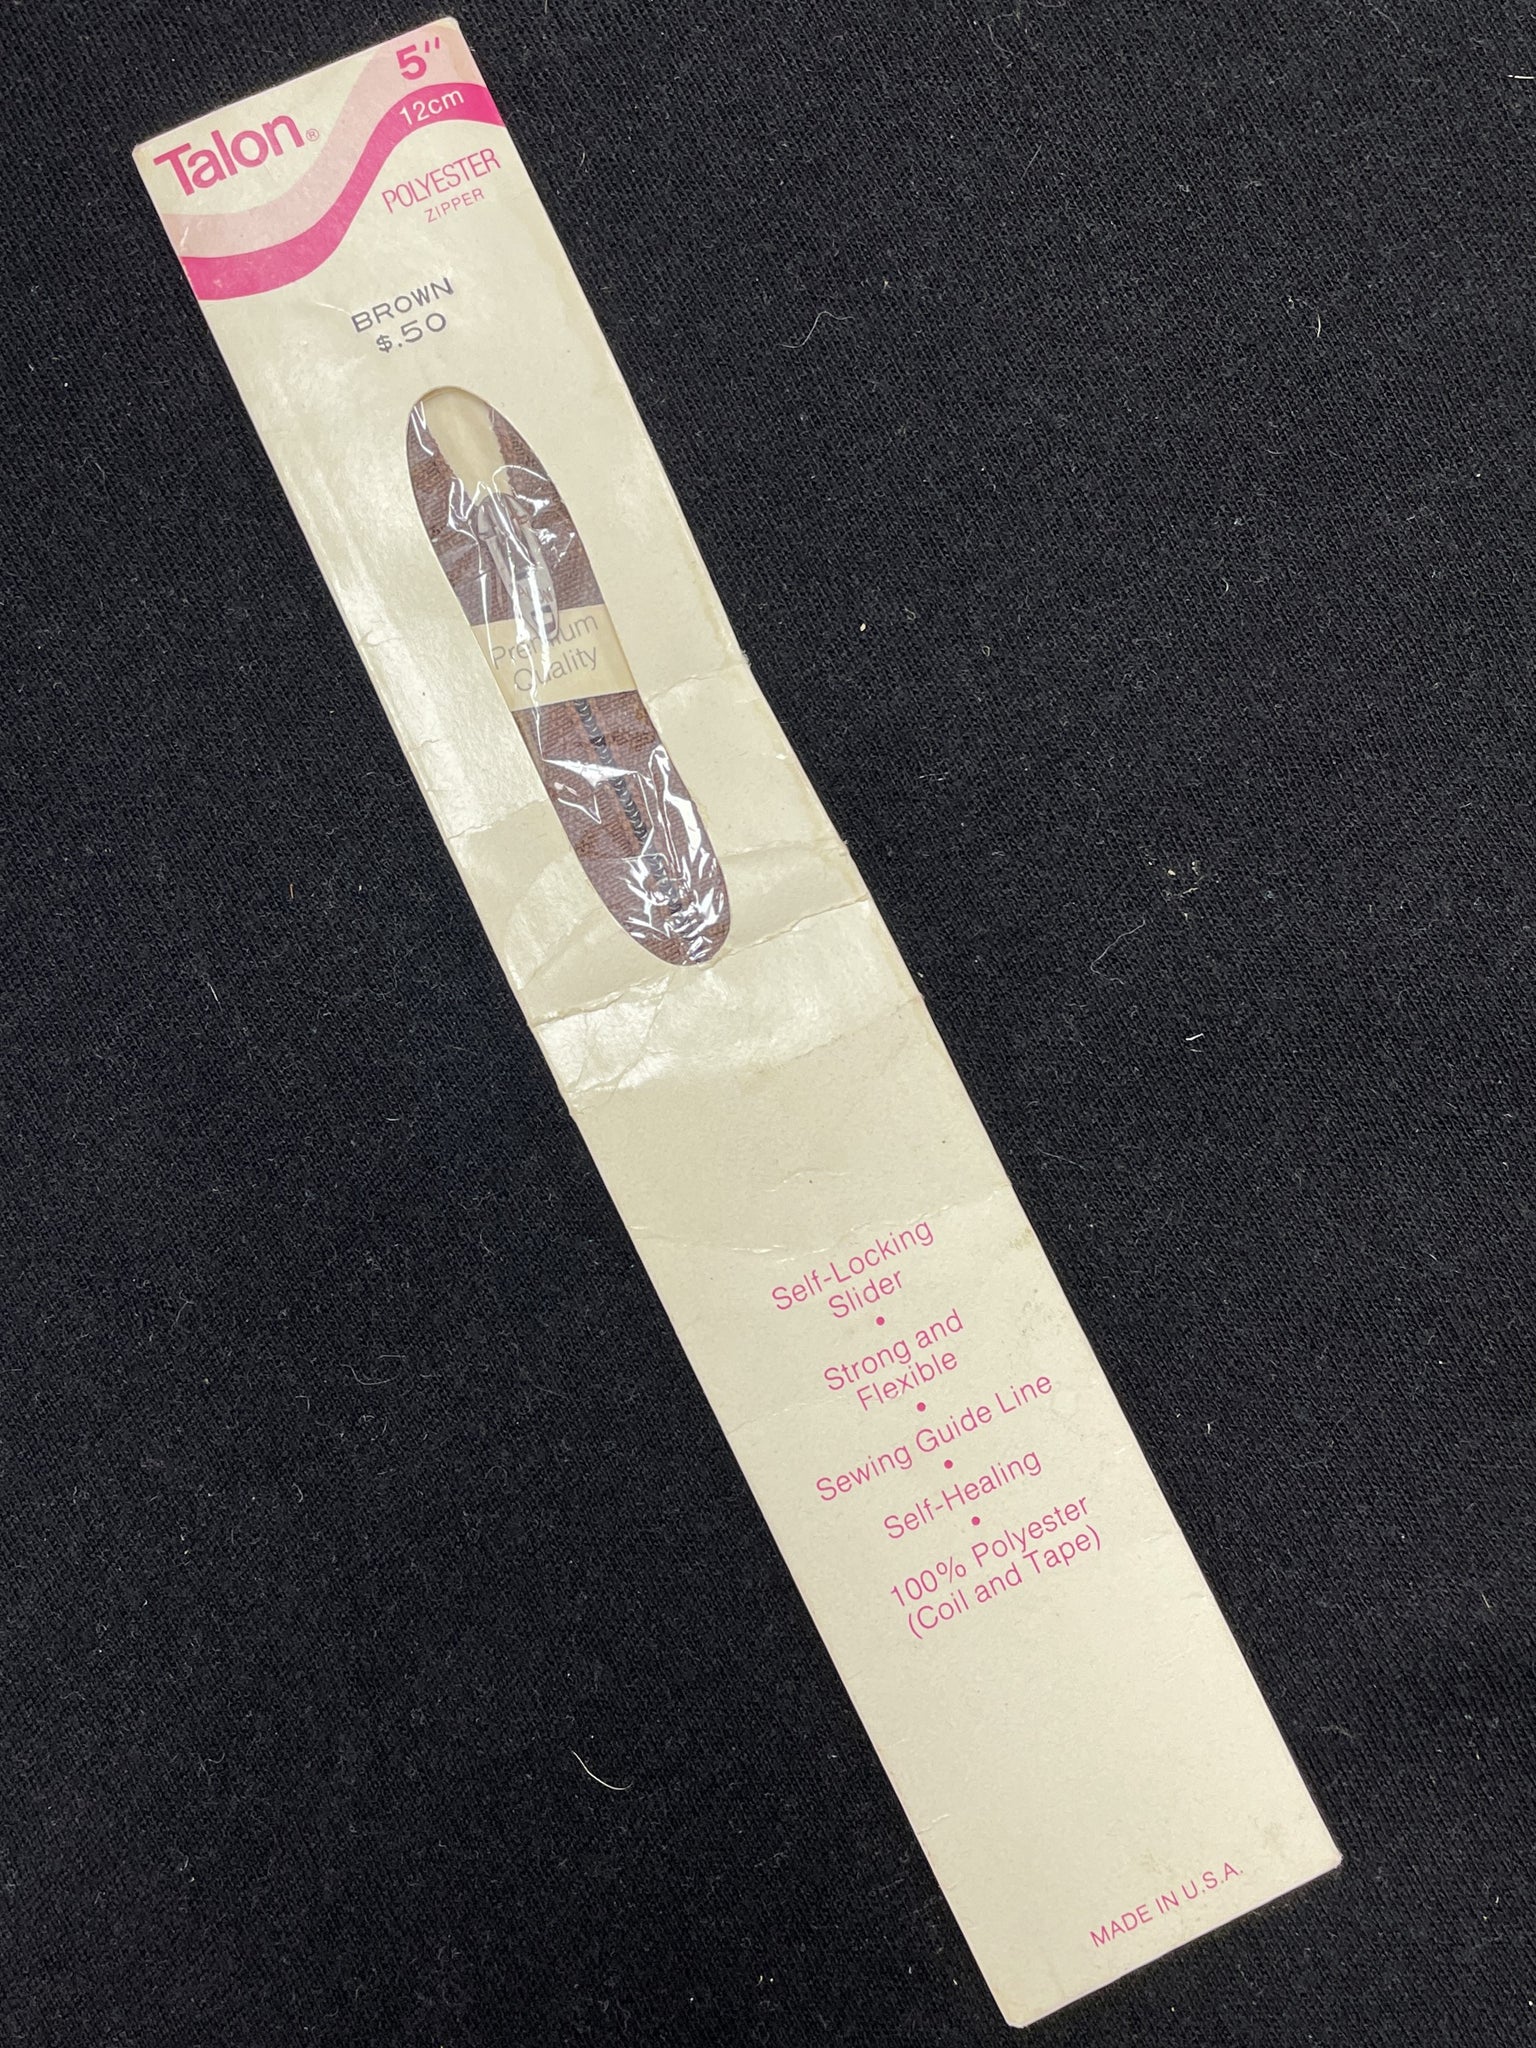 Talon®
5"
12cm
POLYESTER
ZIPPER
BROWN
$.50
Premium
Quality
Self-Locking
Slider
•
Strong and
Flexible
•
Sewing Guide Line
•
Self-Healing
•
100% Polyester
(Coil and Tape)
MADE IN U.S.A.